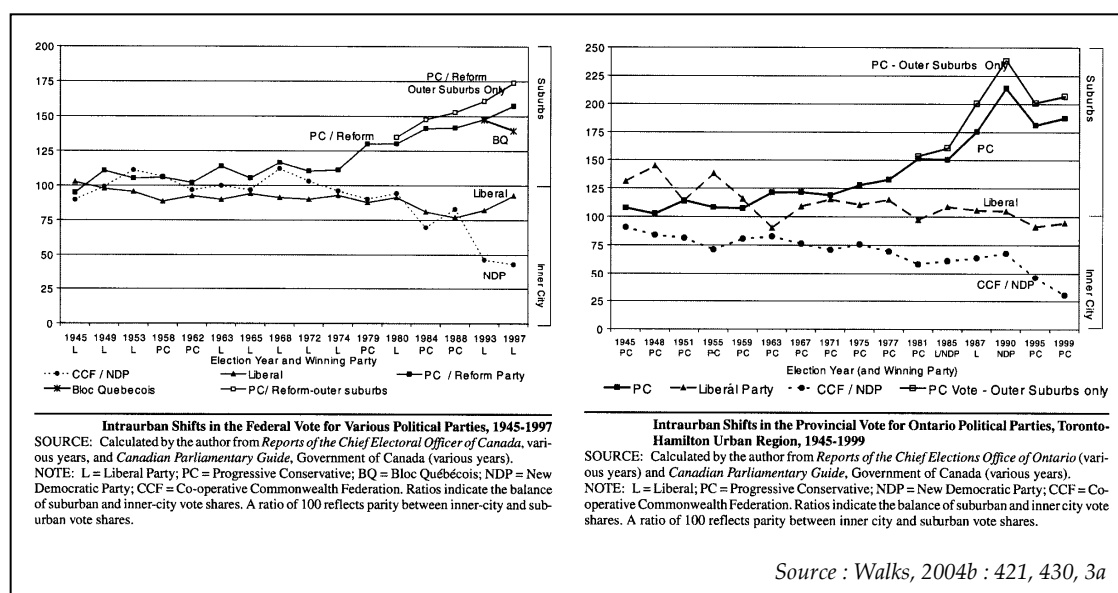 200
175
150
125
100
75
50
25
0
PC / Reform
Outer Suburbs Only
PC / Reform
BQ
Liberal
NDP
Suburbs
Inner City
1945 1949 1953 1958 1962 1963 1965 1968 1972 1974 1979 1980 1984 1988 1993 1997
L L L PC PC L L L L L PC L PC PC L L
Election Year and Winning Party
CCF / NDP Liberal PC / Reform Party
Bloc Quebecois PC/ Reform-outer suburbs
Intraurban Shifts in the Federal Vote for Various Political Parties, 1945-1997
SOURCE: Calculated by the author from Reports of the Chief Electoral Officer of Canada, vari-
ous years, and Canadian Parliamentary Guide, Government of Canada (various years).
NOTE: L = Liberal Party; PC = Progressive Conservative; BQ = Bloc Québécois; NDP = New
Democratic Party; CCF = Co-operative Commonwealth Federation. Ratios indicate the balance
of suburban and inner-city vote shares. A ratio of 100 reflects parity between inner-city and sub-
urban vote shares.
250
225
200
175
150
125
100
75
50
25
0
PC - Outer Suburbs Only
PC
Liberal
CCF / NDP
Suburbs
Inner City
1945 1948 1951 1955 1959 1963 1967 1971 1975 1977 1981 1985 1987 1990 1995 1999
PC PC PC PC PC PC PC PC PC PC PC L/NDP L NDP PC PC
Election Year (and Winning Party)
PC Liberal Party CCF / NDP PC Vote - Outer Suburbs only
Intraurban Shifts in the Provincial Vote for Ontario Political Parties, Toronto-
Hamilton Urban Region, 1945-1999
SOURCE: Calculated by the author from Reports of the Chief Elections Office of Ontario (vari-
ous years) and Canadian Parliamentary Guide, Government of Canada (various years).
NOTE: L = Liberal; PC = Progressive Conservative; NDP = New Democratic Party; CCF = Co-
operative Commonwealth Federation. Ratios indicate the balance of suburban and inner city vote
shares. A ratio of 100 reflects parity between inner city and suburban vote shares.
Source : Walks, 2004b : 421, 430, 3a